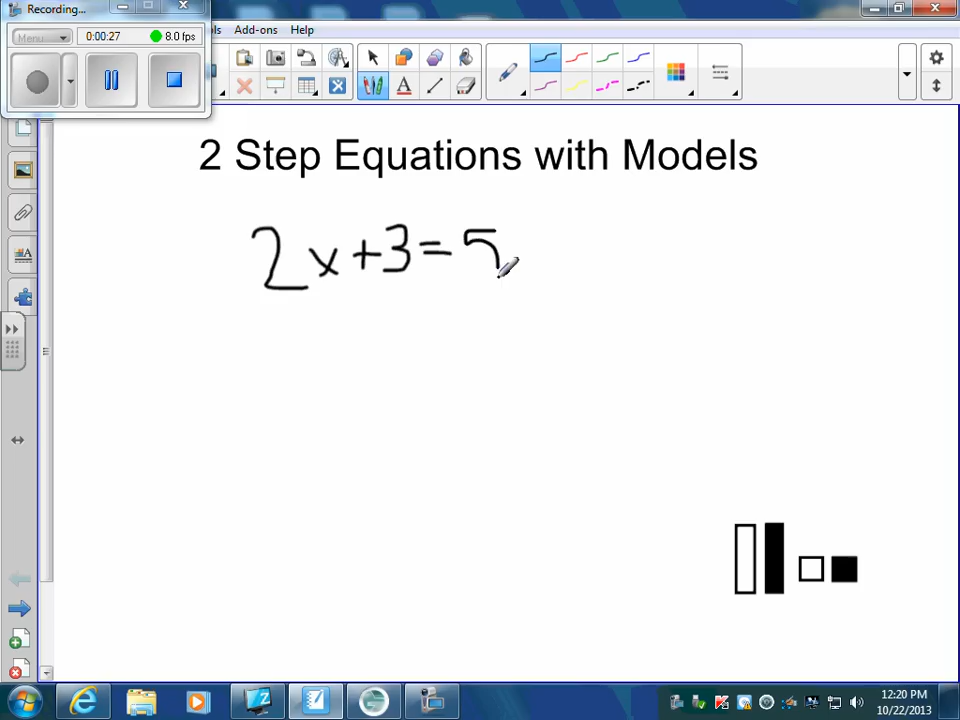 Recording...
Menu
0:00:27
8.0 fps
ols
Add-ons
Help
2 Step Equations with Models
2x+3=5
12:20 PM
10/22/2013